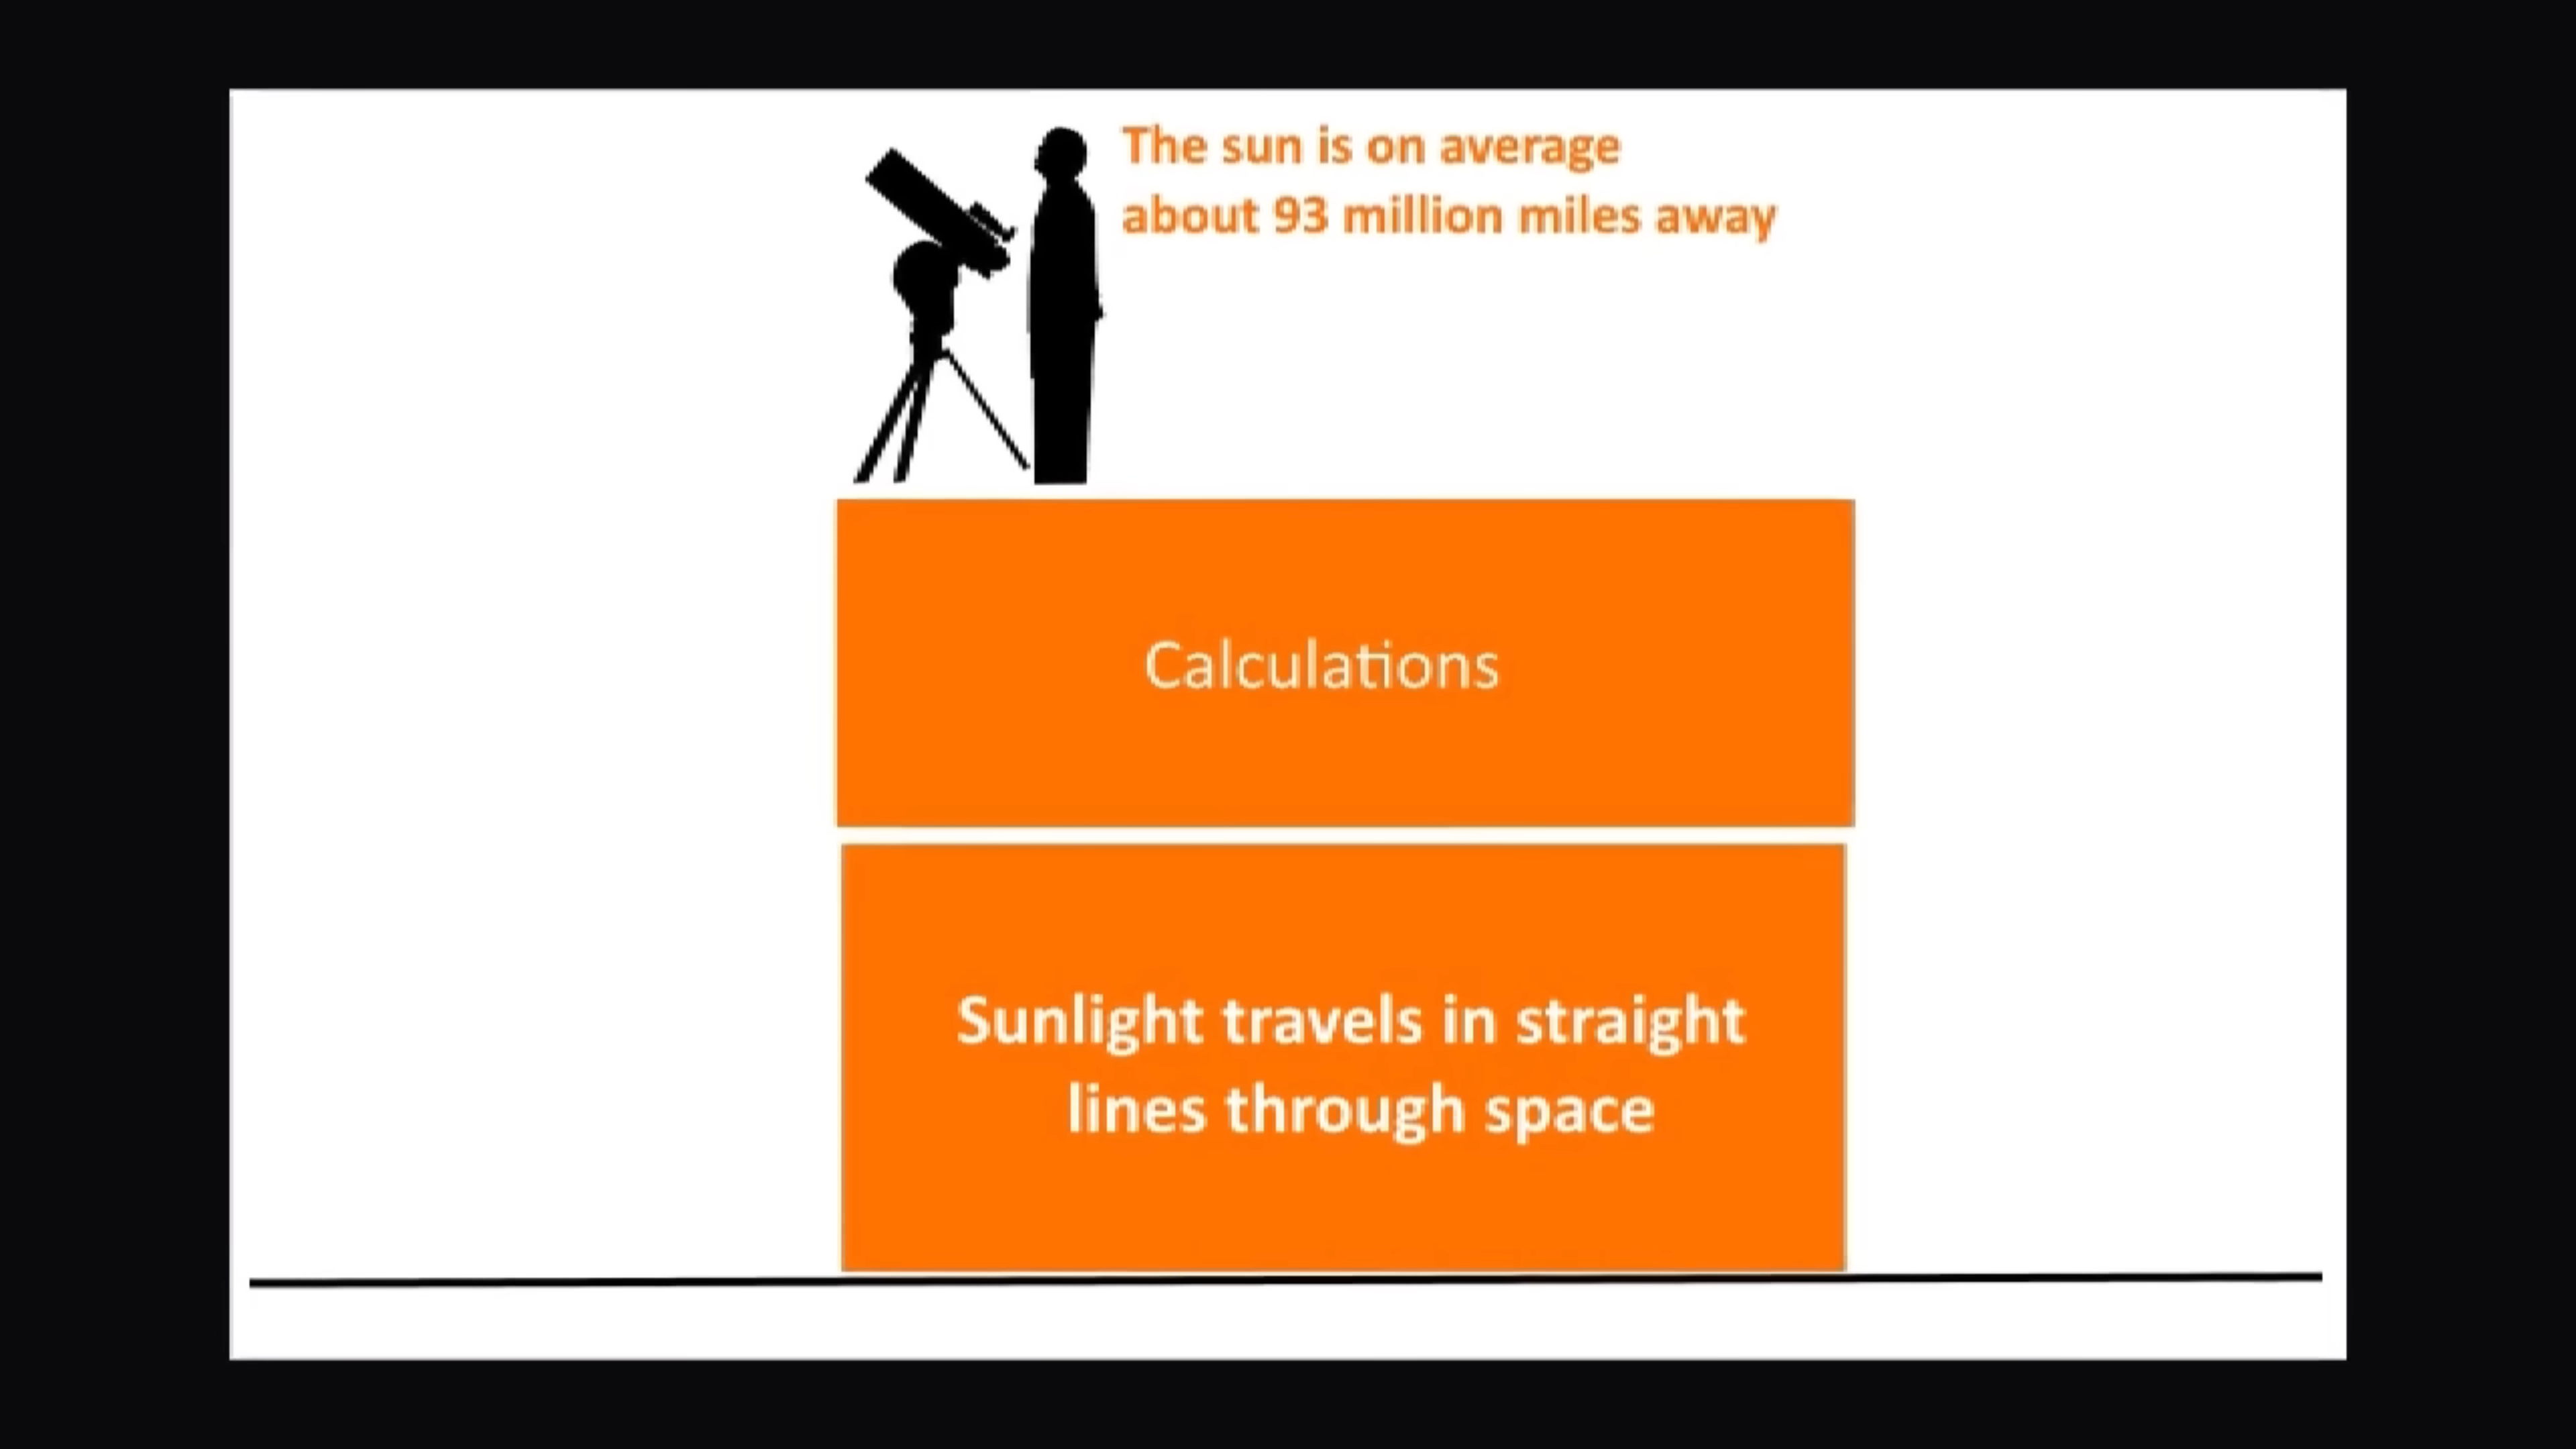 The sun is on average
about 93 million miles away
Calculations
Sunlight travels in straight
lines through space